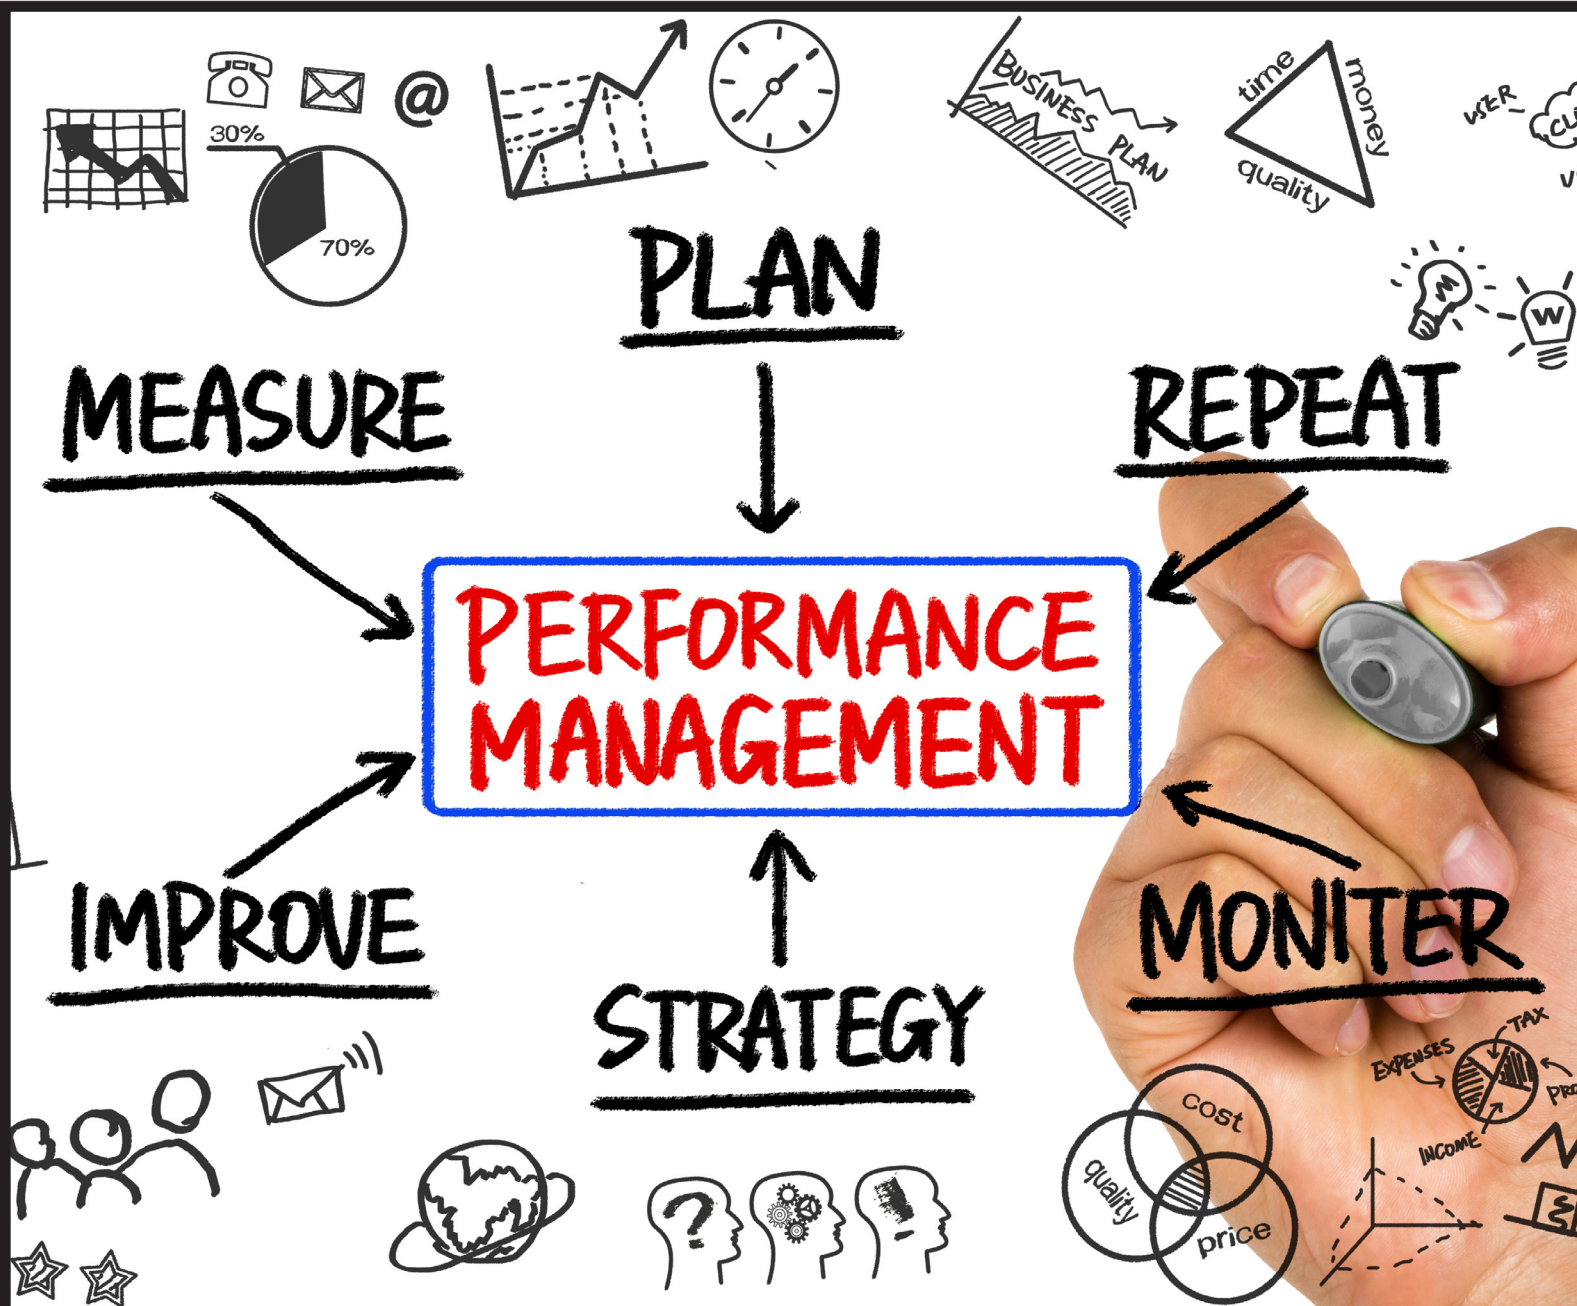 @
30%
70%
BUSINESS PLAN
time
money
quality
USER
PLAN
W
MEASURE
REPEAT
PERFORMANCE
MANAGEMENT
IMPROVE
MONITER
STRATEGY
TAX
EXPENSES
INCOME
cost
quality
price
?